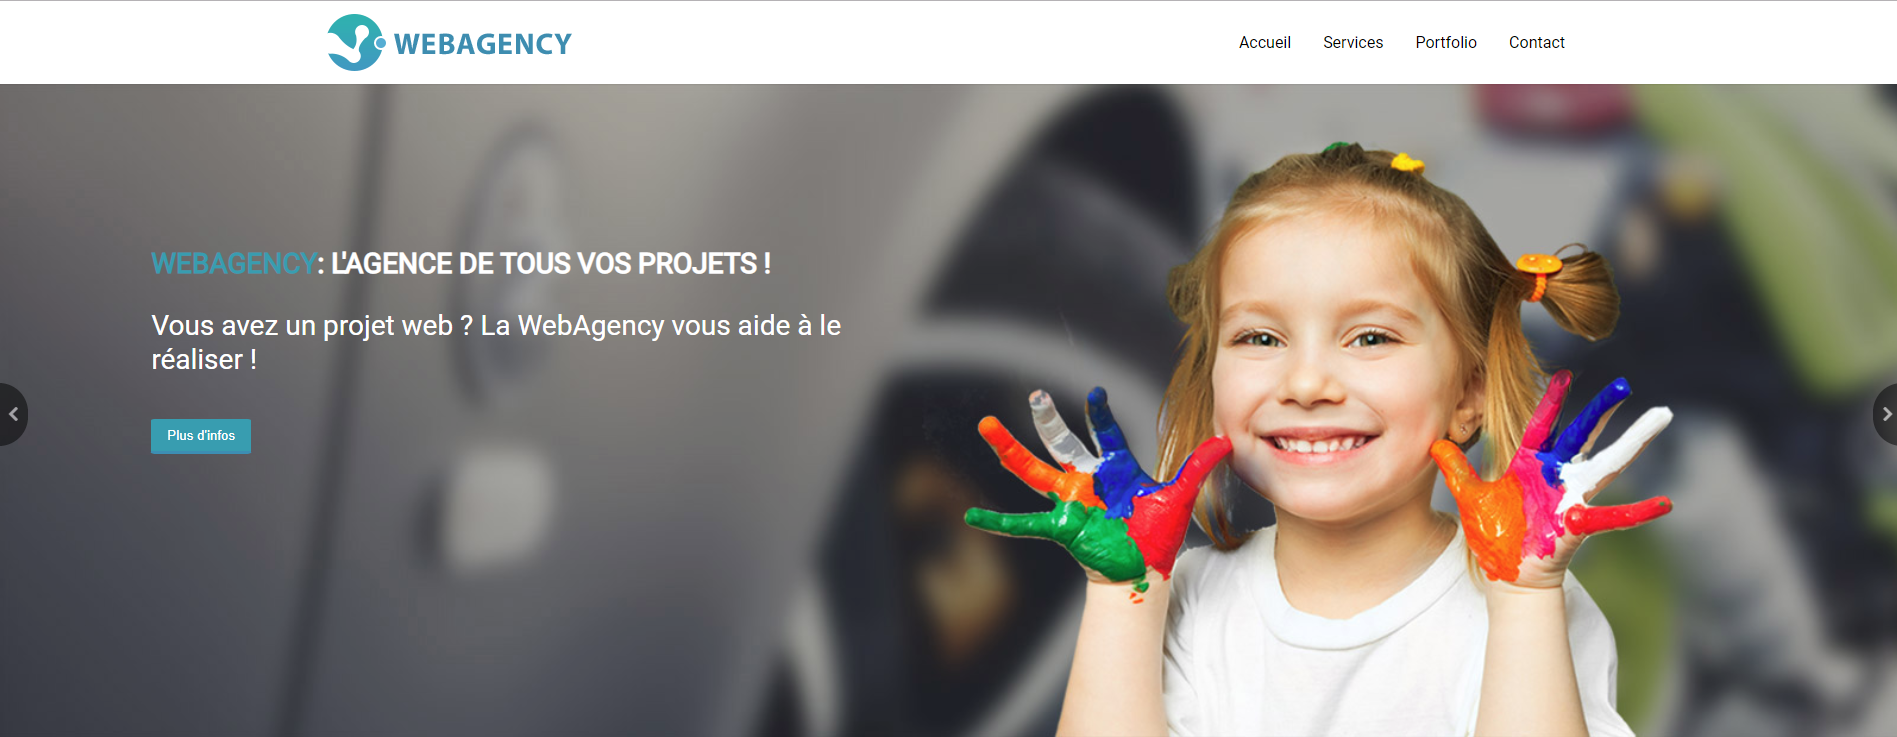 WEBAGENCY
Accueil Services Portfolio Contact
WEBAGENCY: L'AGENCE DE TOUS VOS PROJETS !
Vous avez un projet web ? La WebAgency vous aide à le
réaliser !
Plus d'infos